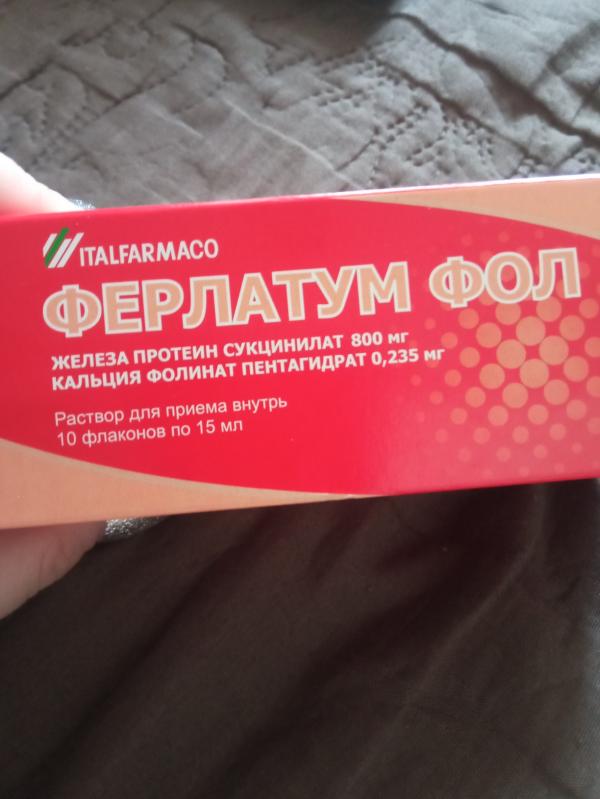 ITALFARMACO
ФЕРЛАТУМ ФОЛ
ЖЕЛЕЗА ПРОТЕИН СУКЦИНИЛАТ 800 мг
КАЛЬЦИЯ ФОЛИНАТ ПЕНТАГИДРАТ 0,235 мг
Раствор для приема внутрь
10 флаконов по 15 мл